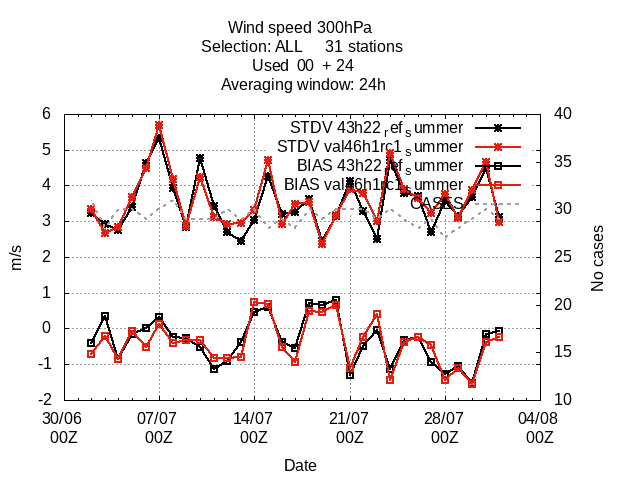 Wind speed 300hPa
Selection: ALL 31 stations
Used 00 + 24
Averaging window: 24h
STDV 43h22_ref_summer
STDV val46h1rc1_summer
BIAS 43h22_ref_summer
BIAS val46h1rc1_summer
CASES
6
5
4
3
2
1
0
-1
-2
m/s
40
35
30
25
20
15
10
No cases
30/06 07/07 14/07 21/07 28/07 04/08
00Z 00Z 00Z 00Z 00Z 00Z
Date